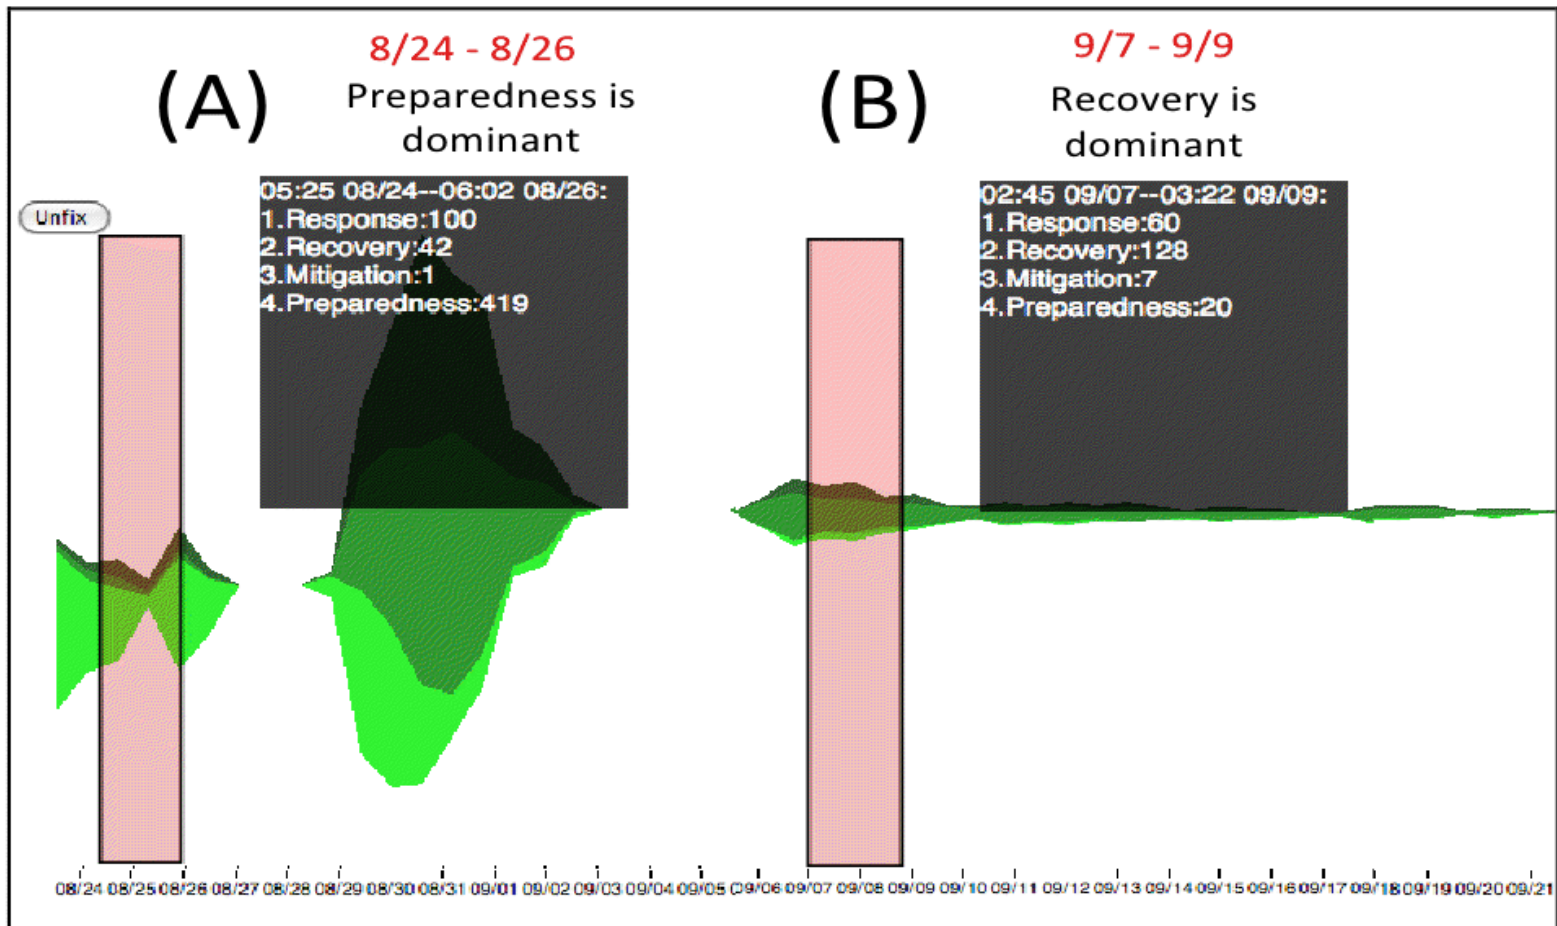 8/24 - 8/26
(A)
Preparedness is
dominant
05:25 08/24--06:02 08/26:
1.Response:100
2.Recovery:42
3.Mitigation:1
4.Preparedness:419
Unfix
9/7 - 9/9
(B)
Recovery is
dominant
02:45 09/07--03:22 09/09:
1.Response:60
2.Recovery:128
3.Mitigation:7
4.Preparedness:20
08/24 08/25 08/26 08/27 08/28 08/29 08/30 08/31 09/01 09/02 09/03 09/04 09/05 09/06 09/07 09/08 09/09 09/10 09/11 09/12 09/13 09/14 09/15 09/16 09/17 09/18 09/19 09/20 09/21